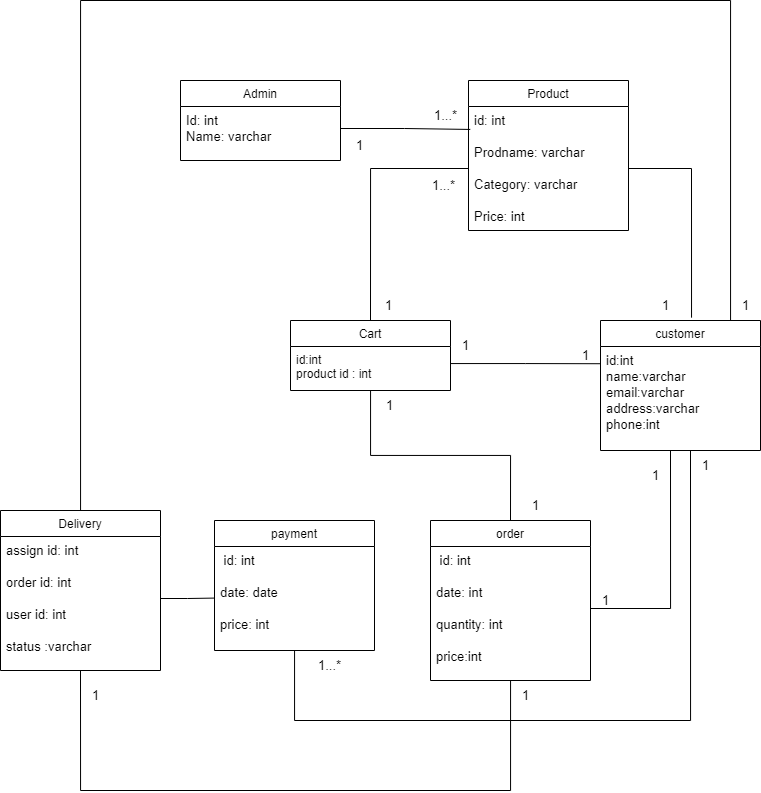 Admin
Id: int
Name: varchar
1
1...*
Product
id: int
Prodname: varchar
Category: varchar
Price: int
1...*
1
1
1
Cart
id:int
product id : int
1
1
1
customer
id:int
name:varchar
email:varchar
address:varchar
phone:int
1
1
1
1
Delivery
assign id: int
order id: int
user id: int
status :varchar
1
payment
id: int
date: date
price: int
1...*
order
id: int
date: int
quantity: int
price:int
1